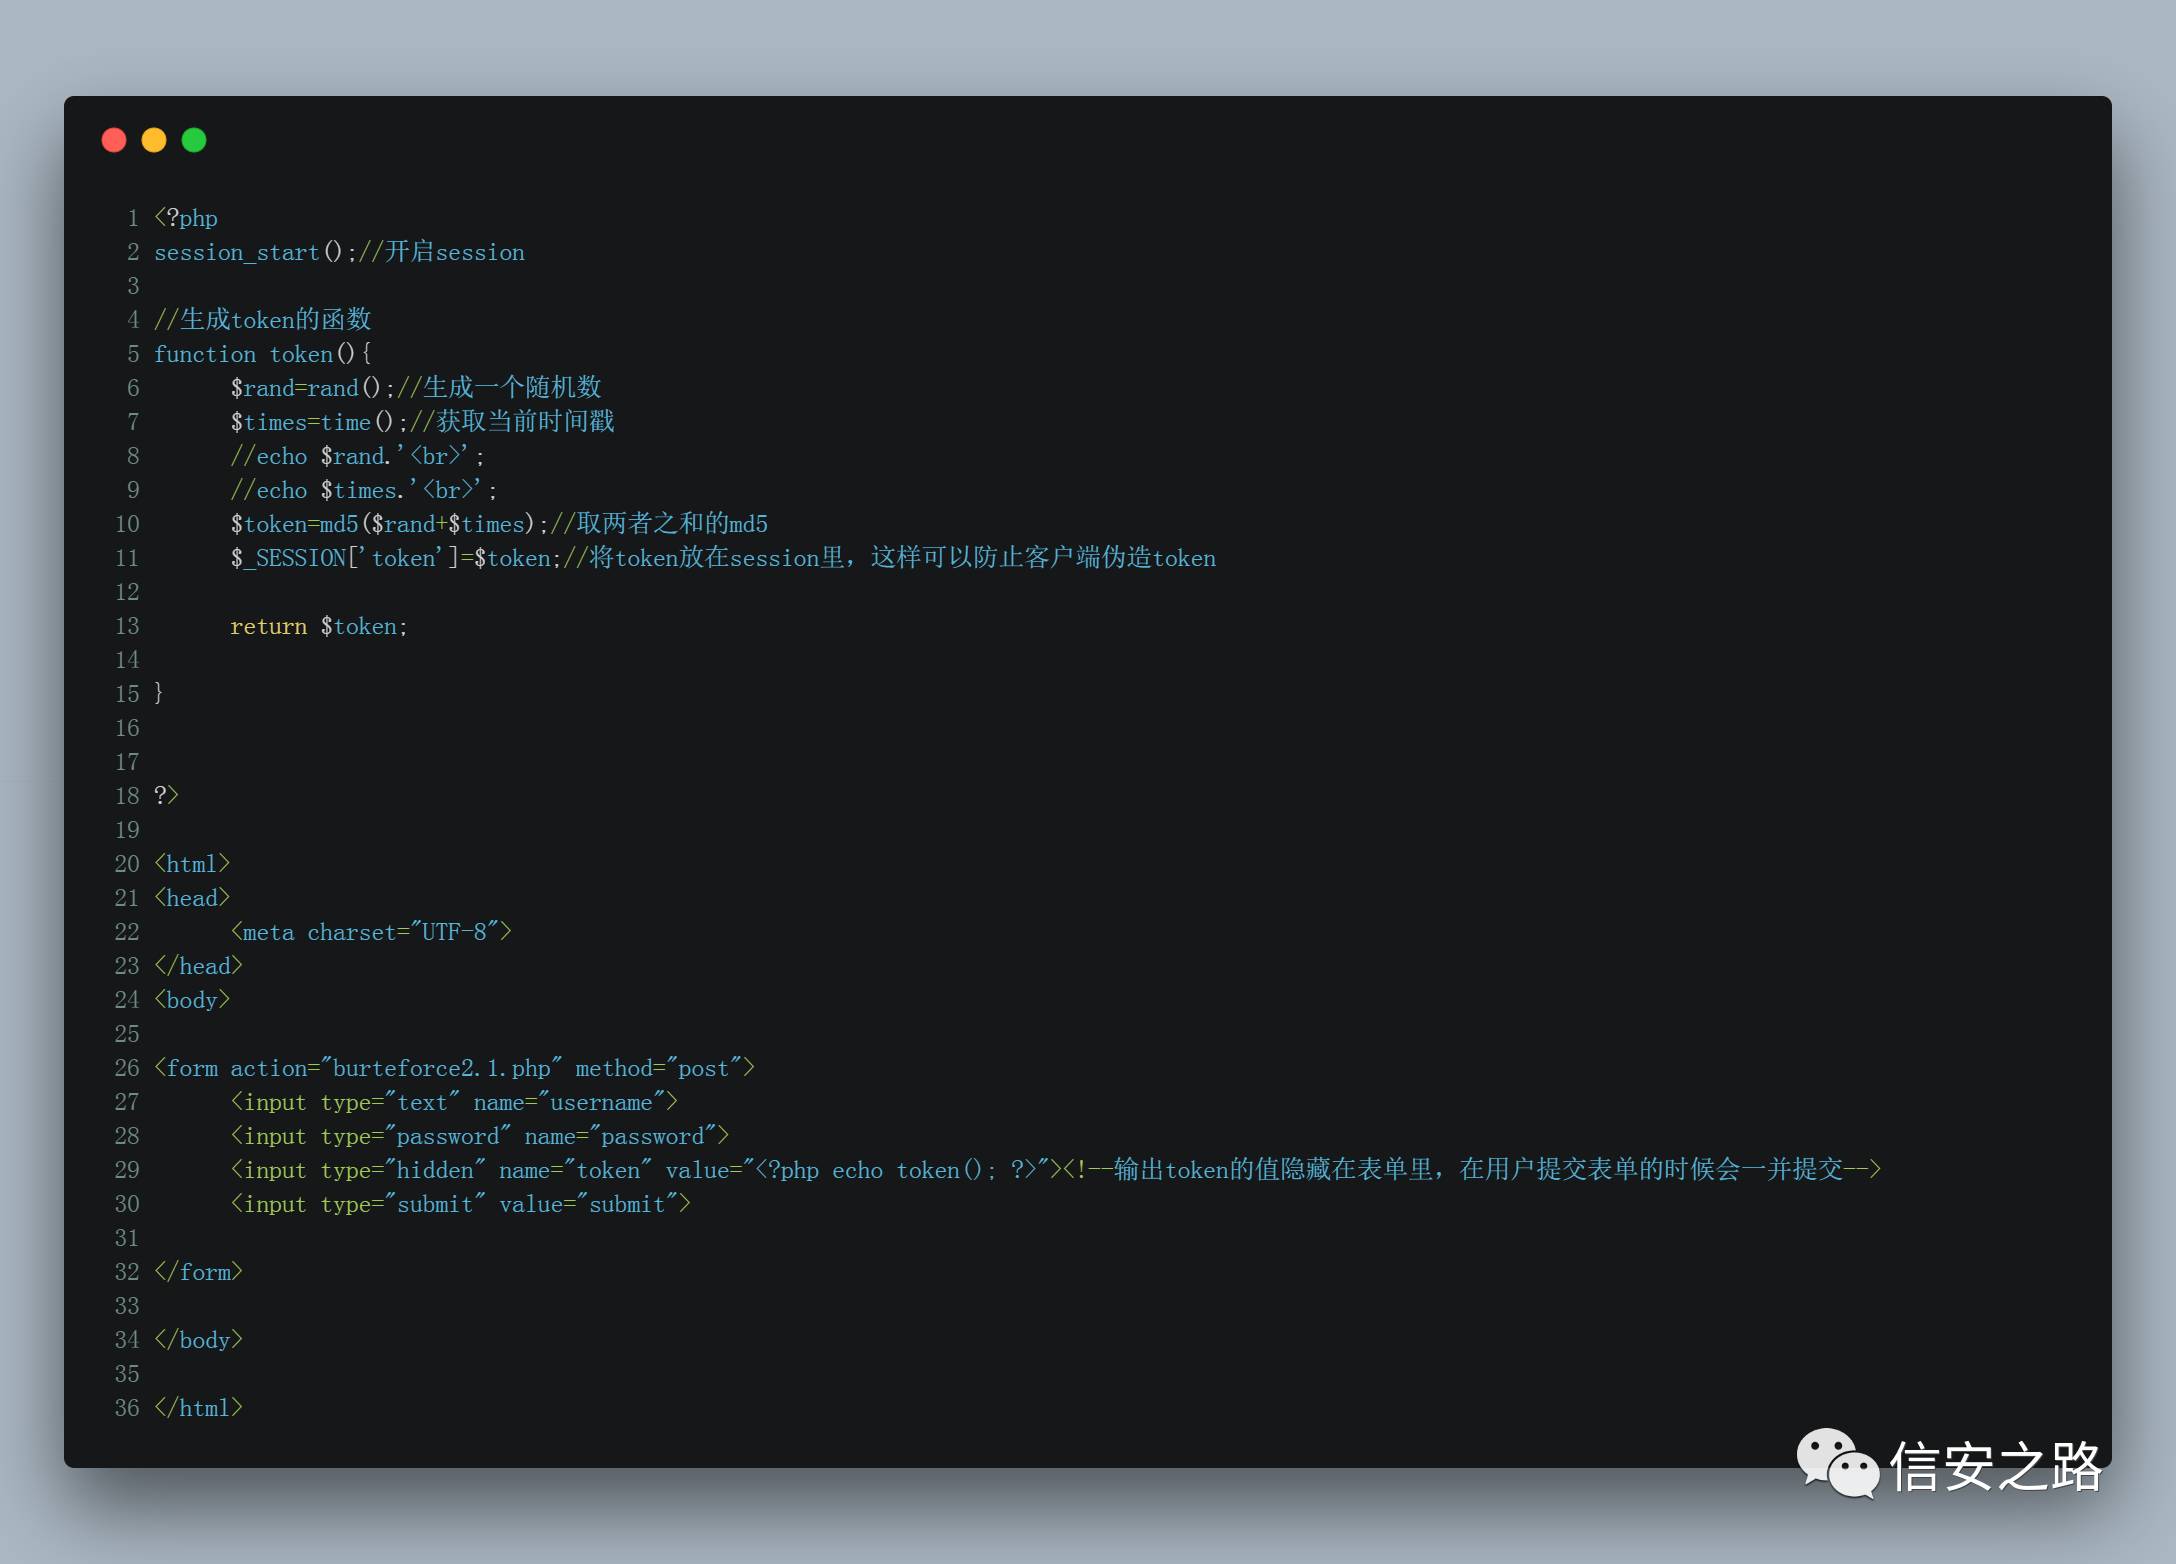 1 <?php
2 session_start();//开启session
3
4 //生成token的函数
5 function token(){
6 $rand=rand();//生成一个随机数
7 $times=time();//获取当前时间戳
8 //echo $rand.'<br>';
9 //echo $times.'<br>';
10 $token=md5($rand+$times);//取两者之和的md5
11 $_SESSION['token']=$token;//将token放在session里，这样可以防止客户端伪造token
12
13 return $token;
14
15 }
16
17
18 ?>
19
20 <html>
21 <head>
22 <meta charset="UTF-8">
23 </head>
24 <body>
25
26 <form action="burteforce2.1.php" method="post">
27 <input type="text" name="username">
28 <input type="password" name="password">
29 <input type="hidden" name="token" value="<?php echo token(); ?>"><!--输出token的值隐藏在表单里，在用户提交表单的时候会一并提交-->
30 <input type="submit" value="submit">
31
32 </form>
33
34 </body>
35
36 </html>
信安之路